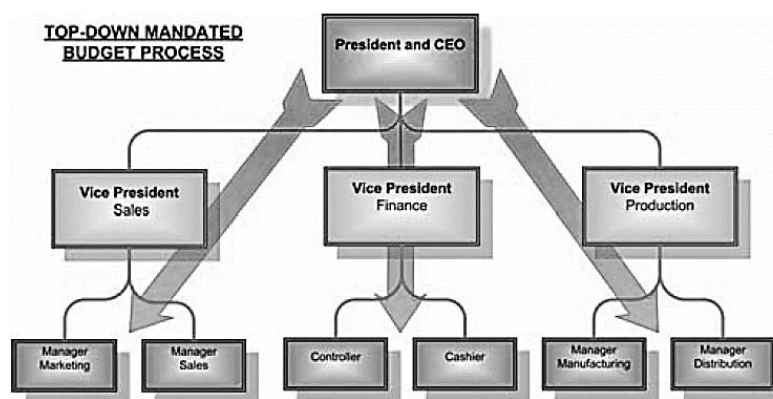 TOP-DOWN MANDATED
BUDGET PROCESS
President and CEO
Vice President
Sales
Vice President
Finance
Vice President
Production
Manager
Marketing
Manager
Sales
Controller
Cashier
Manager
Manufacturing
Manager
Distribution